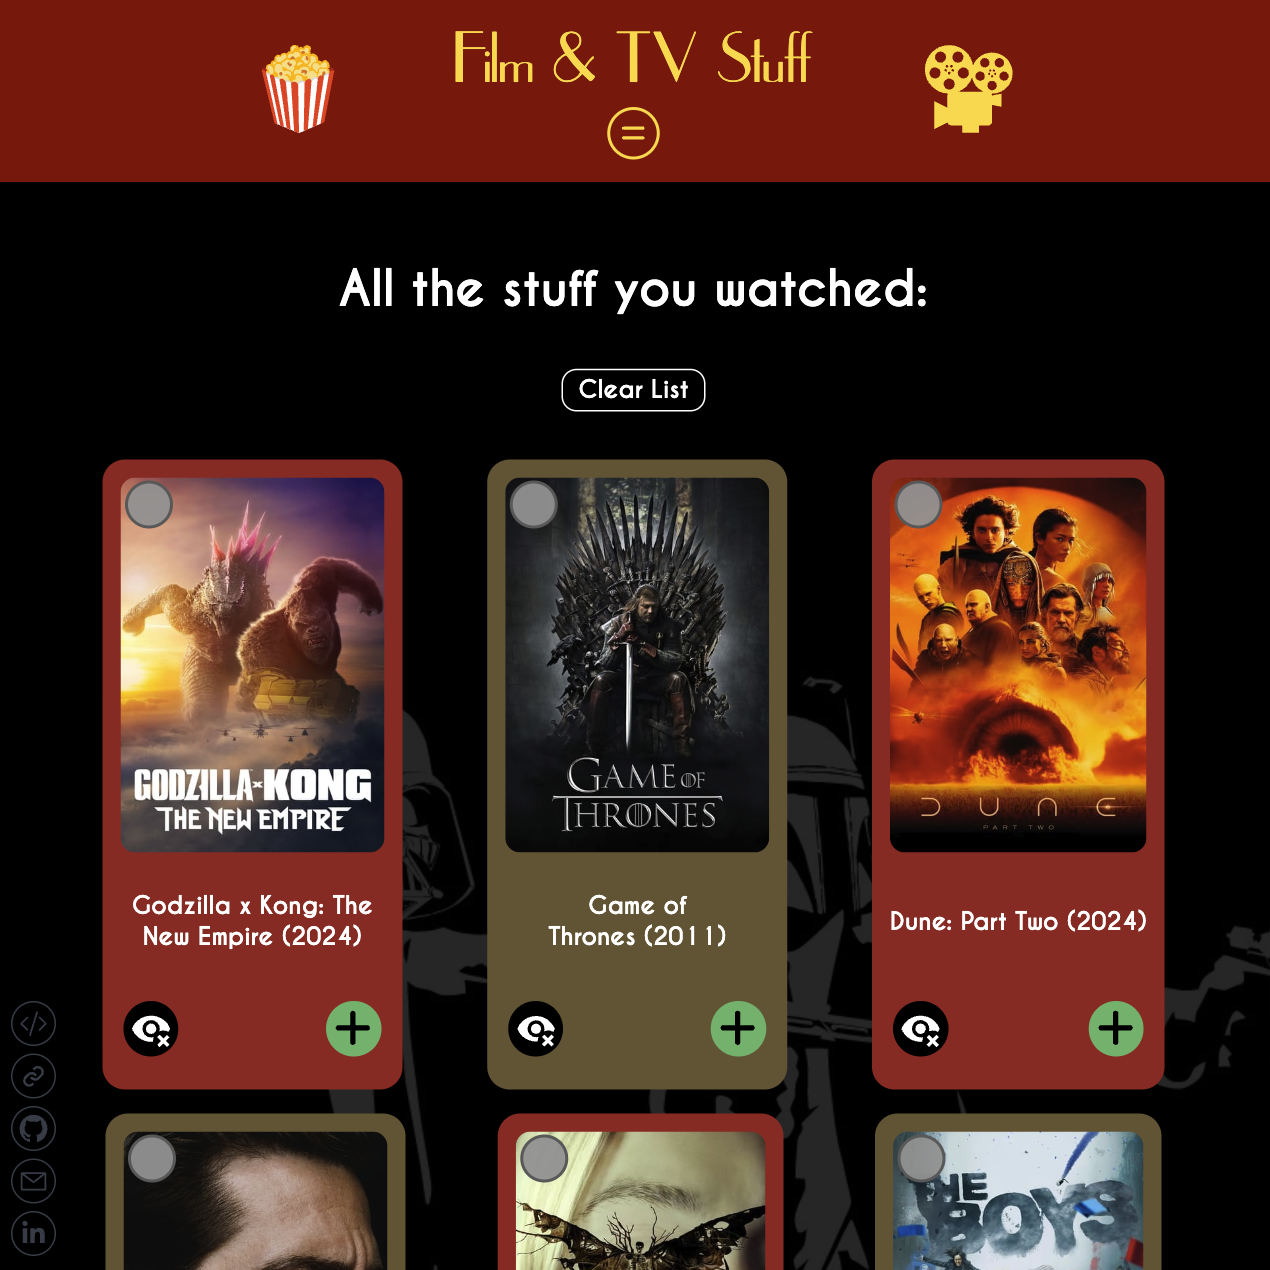 Film & TV Stuff
All the stuff you watched:
Clear List
GODZILLA x KONG
THE NEW EMPIRE
GAME OF
THRONES
DUNE
PART TWO
Godzilla x Kong: The
New Empire (2024)
Game of
Thrones (2011)
Dune: Part Two (2024)
THE
BOYS
in